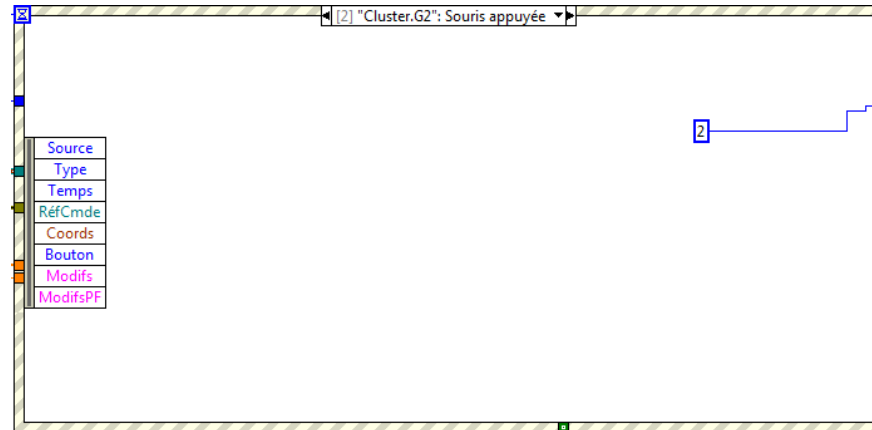 [2] "Cluster.G2": Souris appuyée
2
Source
Type
Temps
RéfCmde
Coords
Bouton
Modifs
ModifsPF